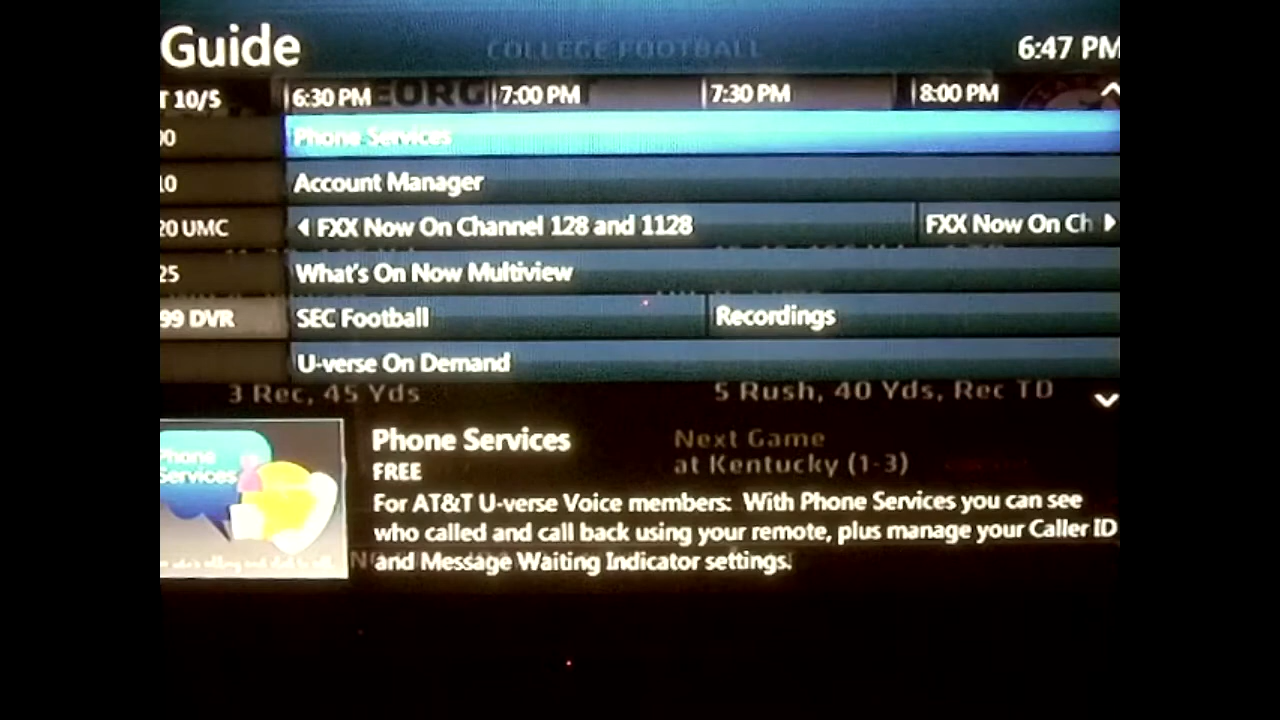 Guide
COLLEGE FOOTBALL
6:47 PM
T 10/5
6:30 PM
7:00 PM
7:30 PM
8:00 PM
00
Phone Services
10
Account Manager
20 UMC
FXX Now On Channel 128 and 1128
FXX Now On Ch
25
What's On Now Multiview
99 DVR
SEC Football
Recordings
U-verse On Demand
3 Rec, 45 Yds
5 Rush, 40 Yds, Rec TD
Phone
Services
Phone Services
Next Game
FREE
at Kentucky (1-3)
For AT&T U-verse Voice members: With Phone Services you can see
who called and call back using your remote, plus manage your Caller ID
and Message Waiting Indicator settings.